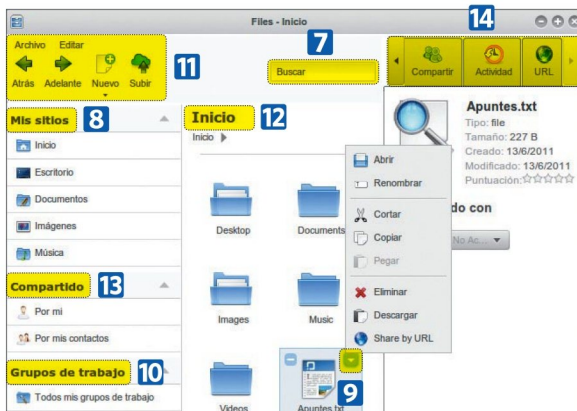 Files - Inicio
14
Archivo Editar
7
11
Atrás Adelante Nuevo Subir
Buscar
Compartir Actividad URL
Mis sitios 8
Inicio 12
Inicio
Inicio
Escritorio
Documentos
Imágenes
Música
Compartido 13
Por mi
Por mis contactos
Grupos de trabajo 10
Todos mis grupos de trabajo
Desktop
Documents
Images
Music
Videos
Apuntes.txt
9
Abrir
Renombrar
Cortar
Copiar
Pegar
Eliminar
Descargar
Share by URL
Apuntes.txt
Tipo: file
Tamaño: 227 B
Creado: 13/6/2011
Modificado: 13/6/2011
Puntuación:
do con
No Ac...